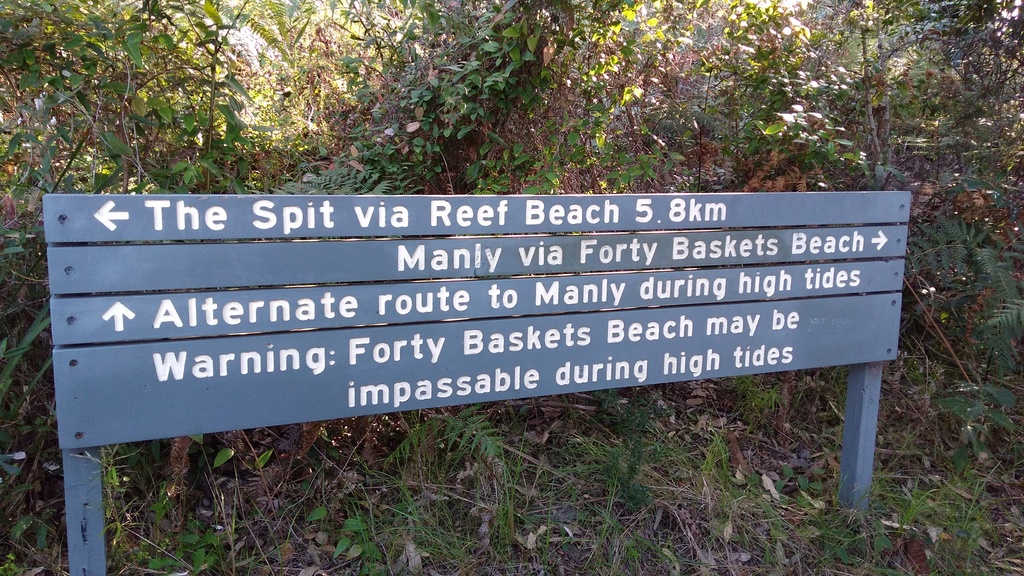 ← The Spit via Reef Beach 5.8km
Manly via Forty Baskets Beach →
↑ Alternate route to Manly during high tides
Warning: Forty Baskets Beach may be
impassable during high tides